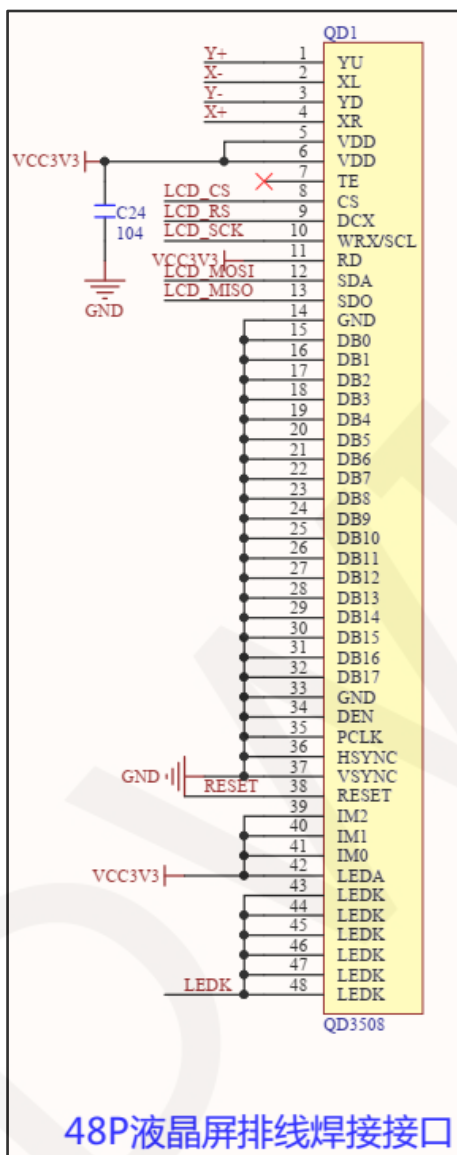 QD1
Y+ 1 YU
X- 2 XL
Y- 3 YD
X+ 4 XR
5 VDD
VCC3V3 6 VDD
7 TE
LCD_CS 8 CS
C24
LCD_RS 9 DCX
104
LCD_SCK 10 WRX/SCL
VCC3V3 11 RD
LCD_MOSI 12 SDA
LCD_MISO 13 SDO
GND
14 GND
15 DB0
16 DB1
17 DB2
18 DB3
19 DB4
20 DB5
21 DB6
22 DB7
23 DB8
24 DB9
25 DB10
26 DB11
27 DB12
28 DB13
29 DB14
30 DB15
31 DB16
32 DB17
33 GND
34 DEN
35 PCLK
36 HSYNC
GND 37 VSYNC
RESET 38 RESET
39 IM2
40 IM1
41 IM0
VCC3V3 42 LEDA
43 LEDK
44 LEDK
45 LEDK
46 LEDK
47 LEDK
LEDK 48 LEDK
QD3508
48P液晶屏排线焊接接口